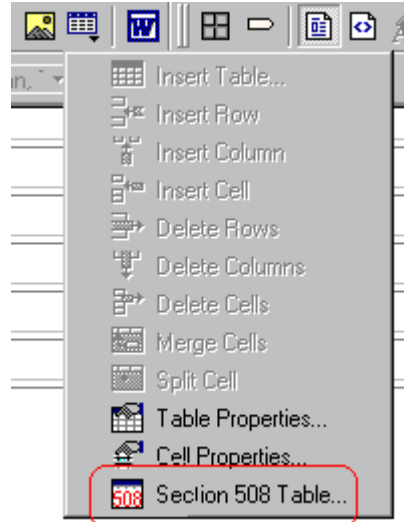 W
an,
Insert Table...
Insert Row
Insert Column
Insert Cell
Delete Rows
Delete Columns
Delete Cells
Merge Cells
Split Cell
Table Properties...
Cell Properties...
508 Section 508 Table...